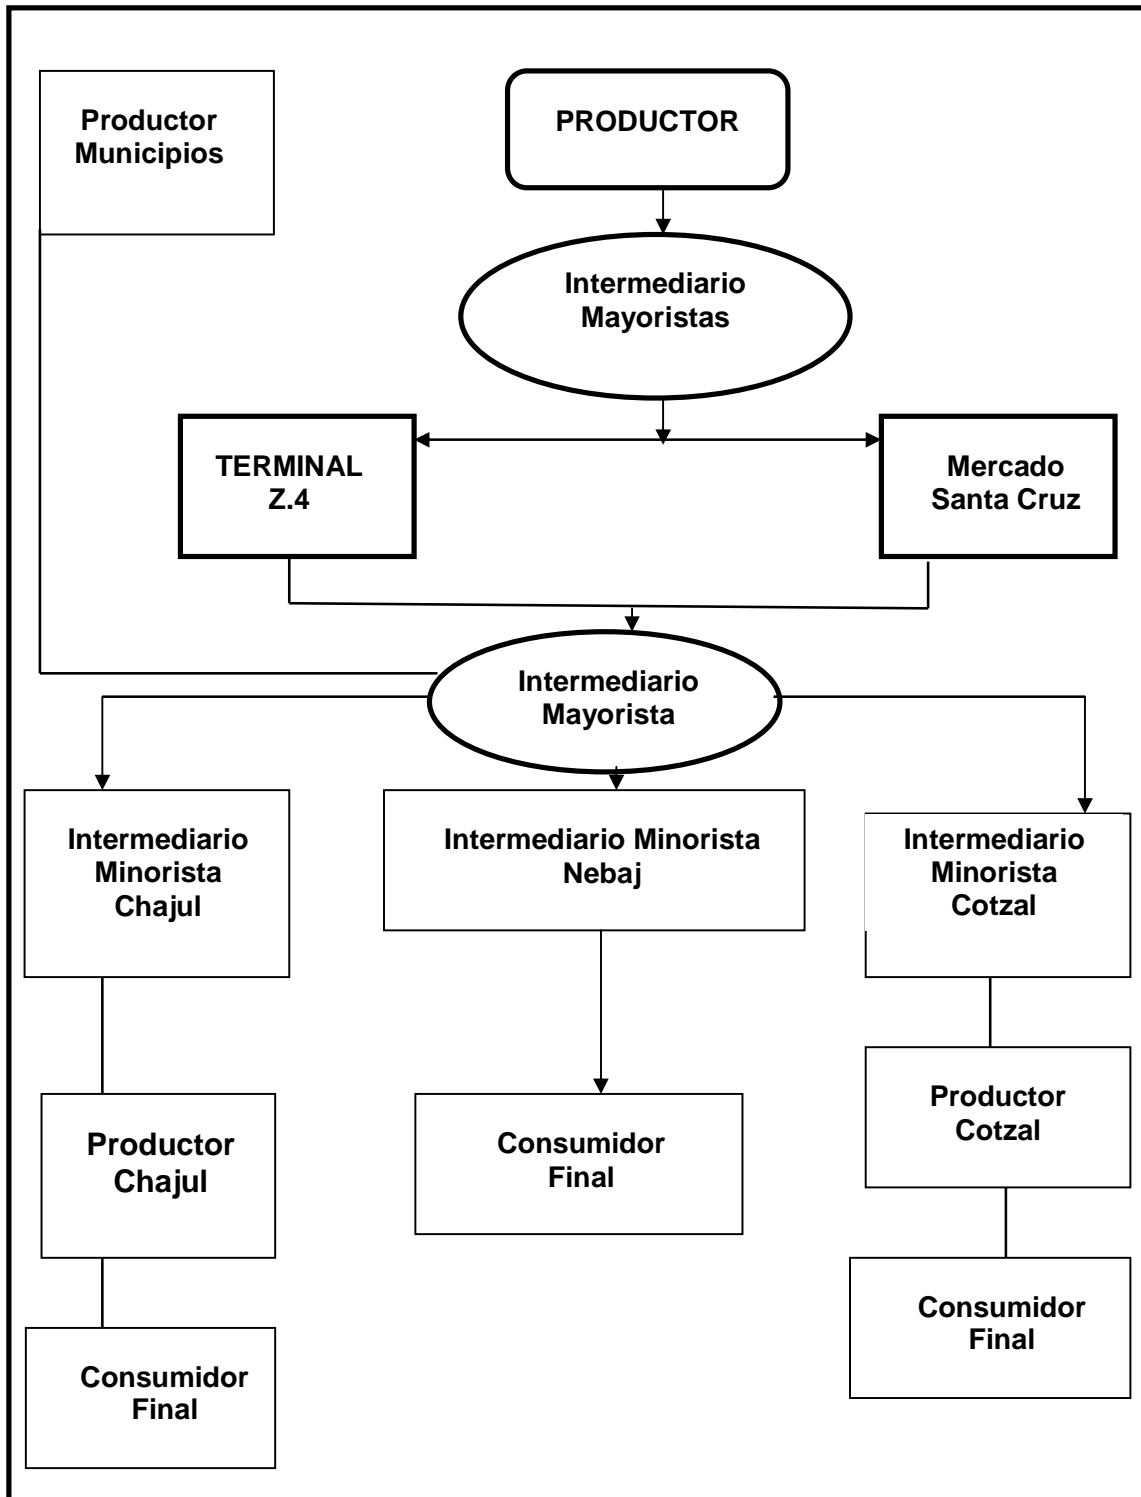 Productor
Municipios
PRODUCTOR
Intermediario
Mayoristas
TERMINAL
Z.4
Mercado
Santa Cruz
Intermediario
Mayorista
Intermediario
Minorista
Chajul
Intermediario Minorista
Nebaj
Intermediario
Minorista
Cotzal
Productor
Chajul
Consumidor
Final
Productor
Cotzal
Consumidor
Final
Consumidor
Final